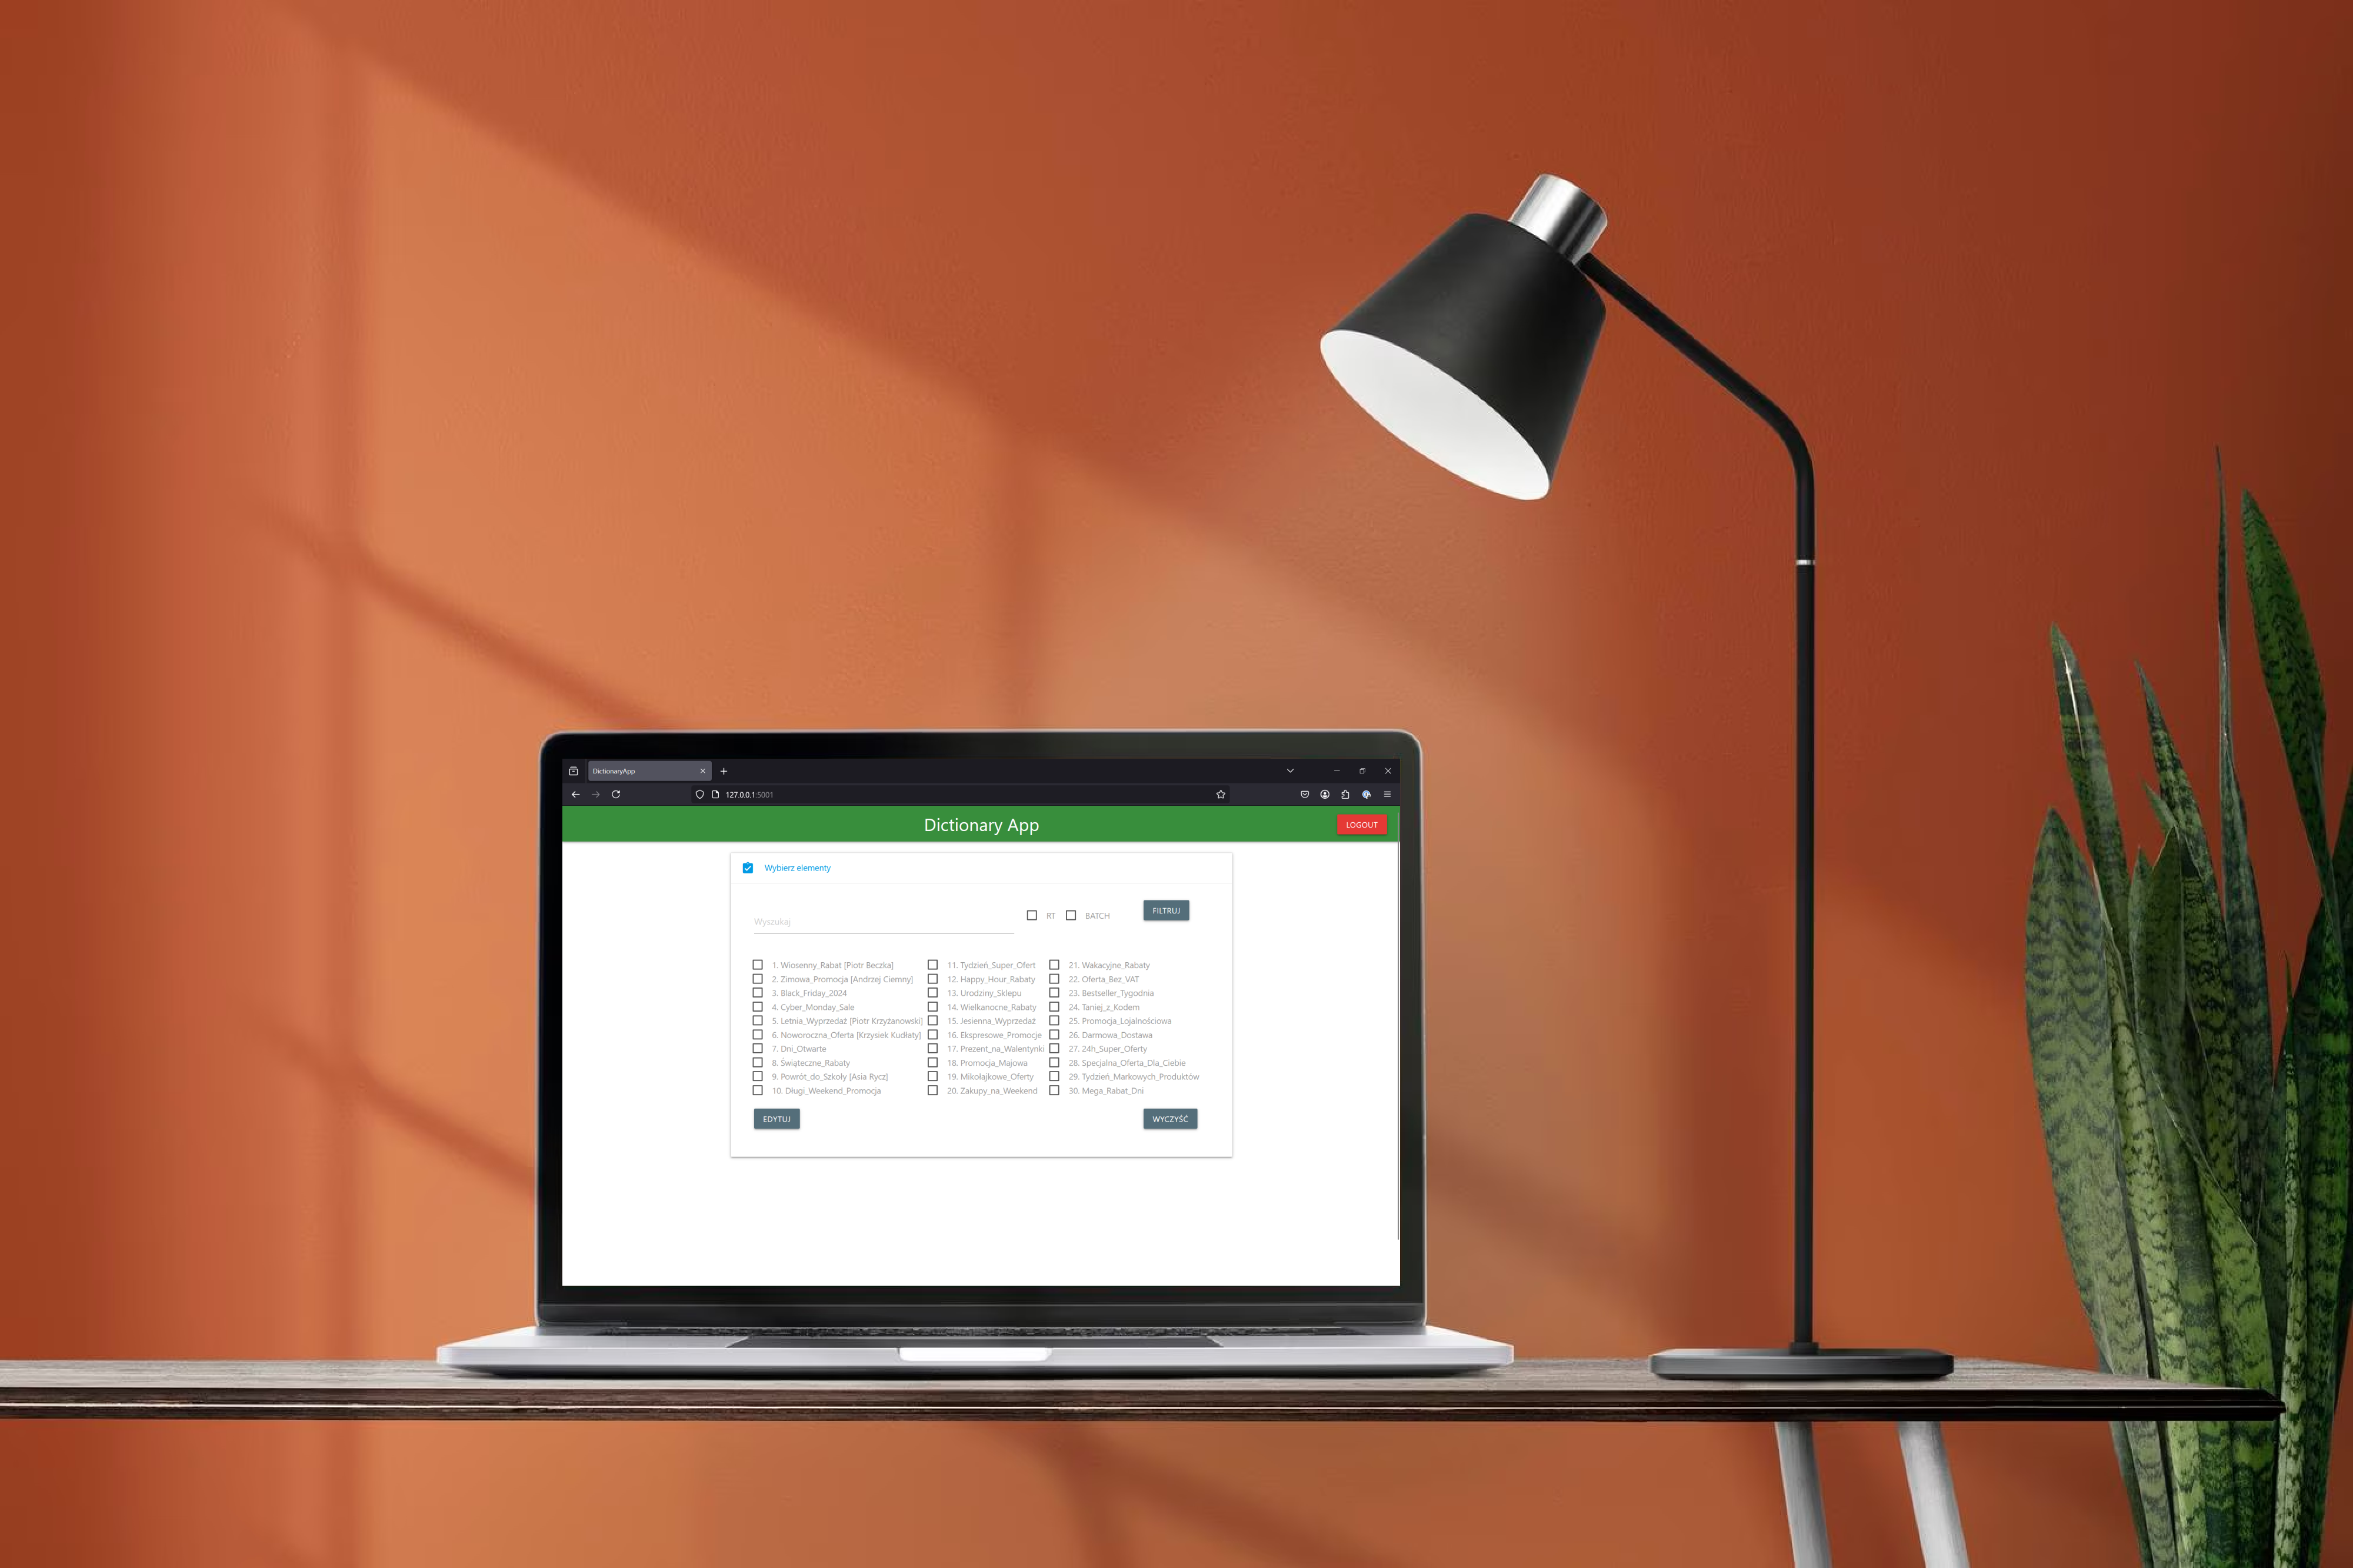 DictionaryApp
127.0.0.1:5001
Dictionary App
LOGOUT
Wybierz elementy
Wyszukaj
RT
BATCH
FILTRUJ
1. Wiosenny_Rabat [Piotr Beczka]
2. Zimowa_Promocja [Andrzej Ciemny]
3. Black_Friday_2024
4. Cyber_Monday_Sale
5. Letnia_Wyprzedaż [Piotr Krzyżanowski]
6. Noworoczna_Oferta [Krzysiek Kudłaty]
7. Dni_Otwarte
8. Świąteczne_Rabaty
9. Powrót_do_Szkoły [Asia Rycz]
10. Długi_Weekend_Promocja
11. Tydzień_Super_Ofert
12. Happy_Hour_Rabaty
13. Urodziny_Sklepu
14. Wielkanocne_Rabaty
15. Jesienna_Wyprzedaż
16. Ekspresowe_Promocje
17. Prezent_na_Walentynki
18. Promocja_Majowa
19. Mikołajkowe_Oferty
20. Zakupy_na_Weekend
21. Wakacyjne_Rabaty
22. Oferta_Bez_VAT
23. Bestseller_Tygodnia
24. Taniej_z_Kodem
25. Promocja_Lojalnościowa
26. Darmowa_Dostawa
27. 24h_Super_Oferty
28. Specjalna_Oferta_Dla_Ciebie
29. Tydzień_Markowych_Produktów
30. Mega_Rabat_Dni
EDYTUJ
WYCZYŚĆ